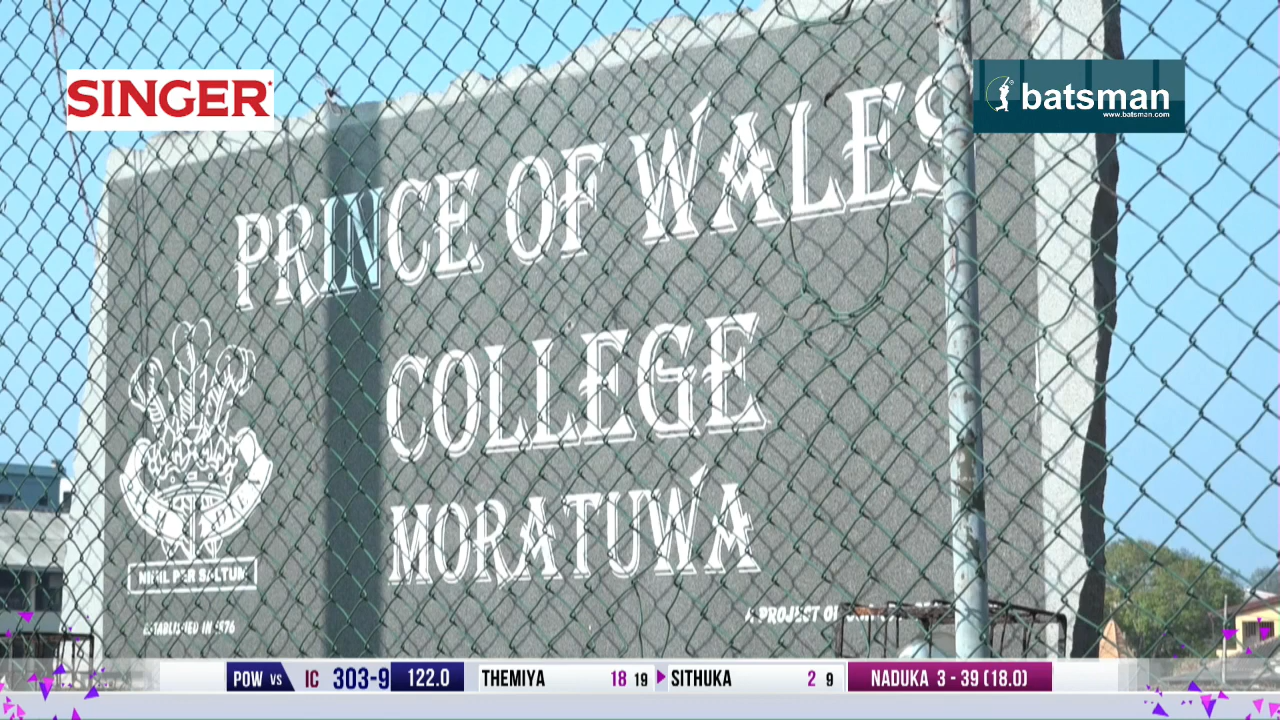 SINGER
batsman
www.batsman.com
PRINCE OF WALES
COLLEGE
MORATUWA
NIHIL PER SALTUM
ESTABLISHED IN 1876
A PROJECT OF
POW VS IC 303-9 122.0 THEMIYA 18 19 SITHUKA 2 9 NADUKA 3 - 39 (18.0)